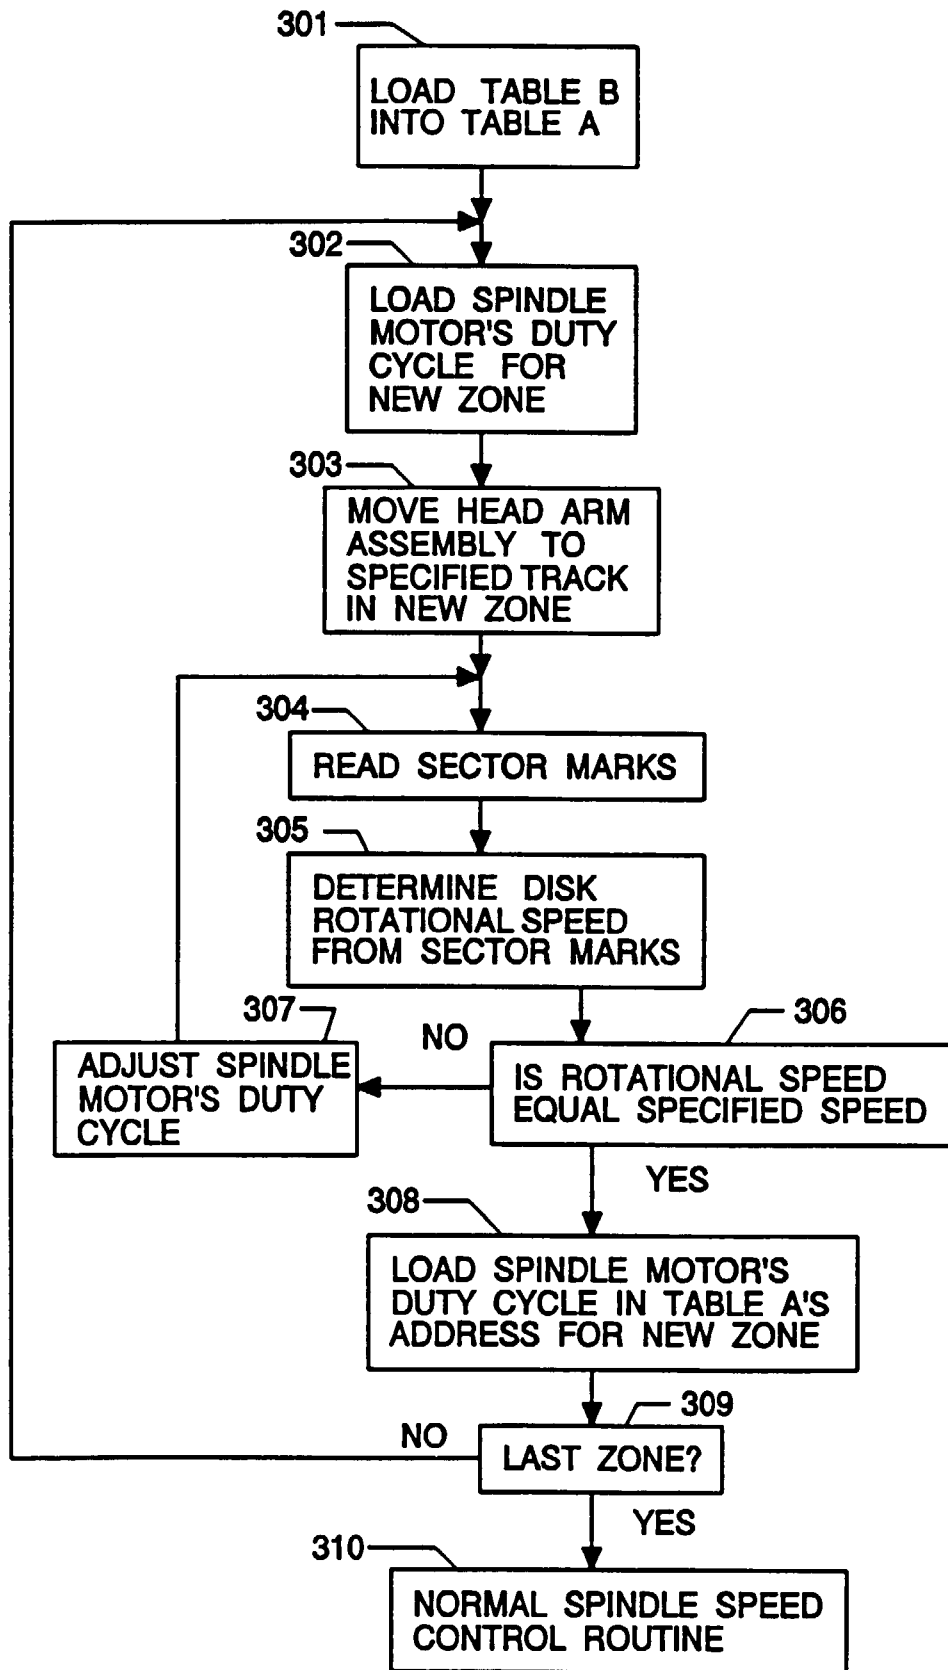 301
LOAD TABLE B
INTO TABLE A
302
LOAD SPINDLE
MOTOR'S DUTY
CYCLE FOR
NEW ZONE
303
MOVE HEAD ARM
ASSEMBLY TO
SPECIFIED TRACK
IN NEW ZONE
304
READ SECTOR MARKS
305
DETERMINE DISK
ROTATIONAL SPEED
FROM SECTOR MARKS
306
IS ROTATIONAL SPEED
EQUAL SPECIFIED SPEED
NO
307
ADJUST SPINDLE
MOTOR'S DUTY
CYCLE
YES
308
LOAD SPINDLE MOTOR'S
DUTY CYCLE IN TABLE A'S
ADDRESS FOR NEW ZONE
309
LAST ZONE?
NO
YES
310
NORMAL SPINDLE SPEED
CONTROL ROUTINE